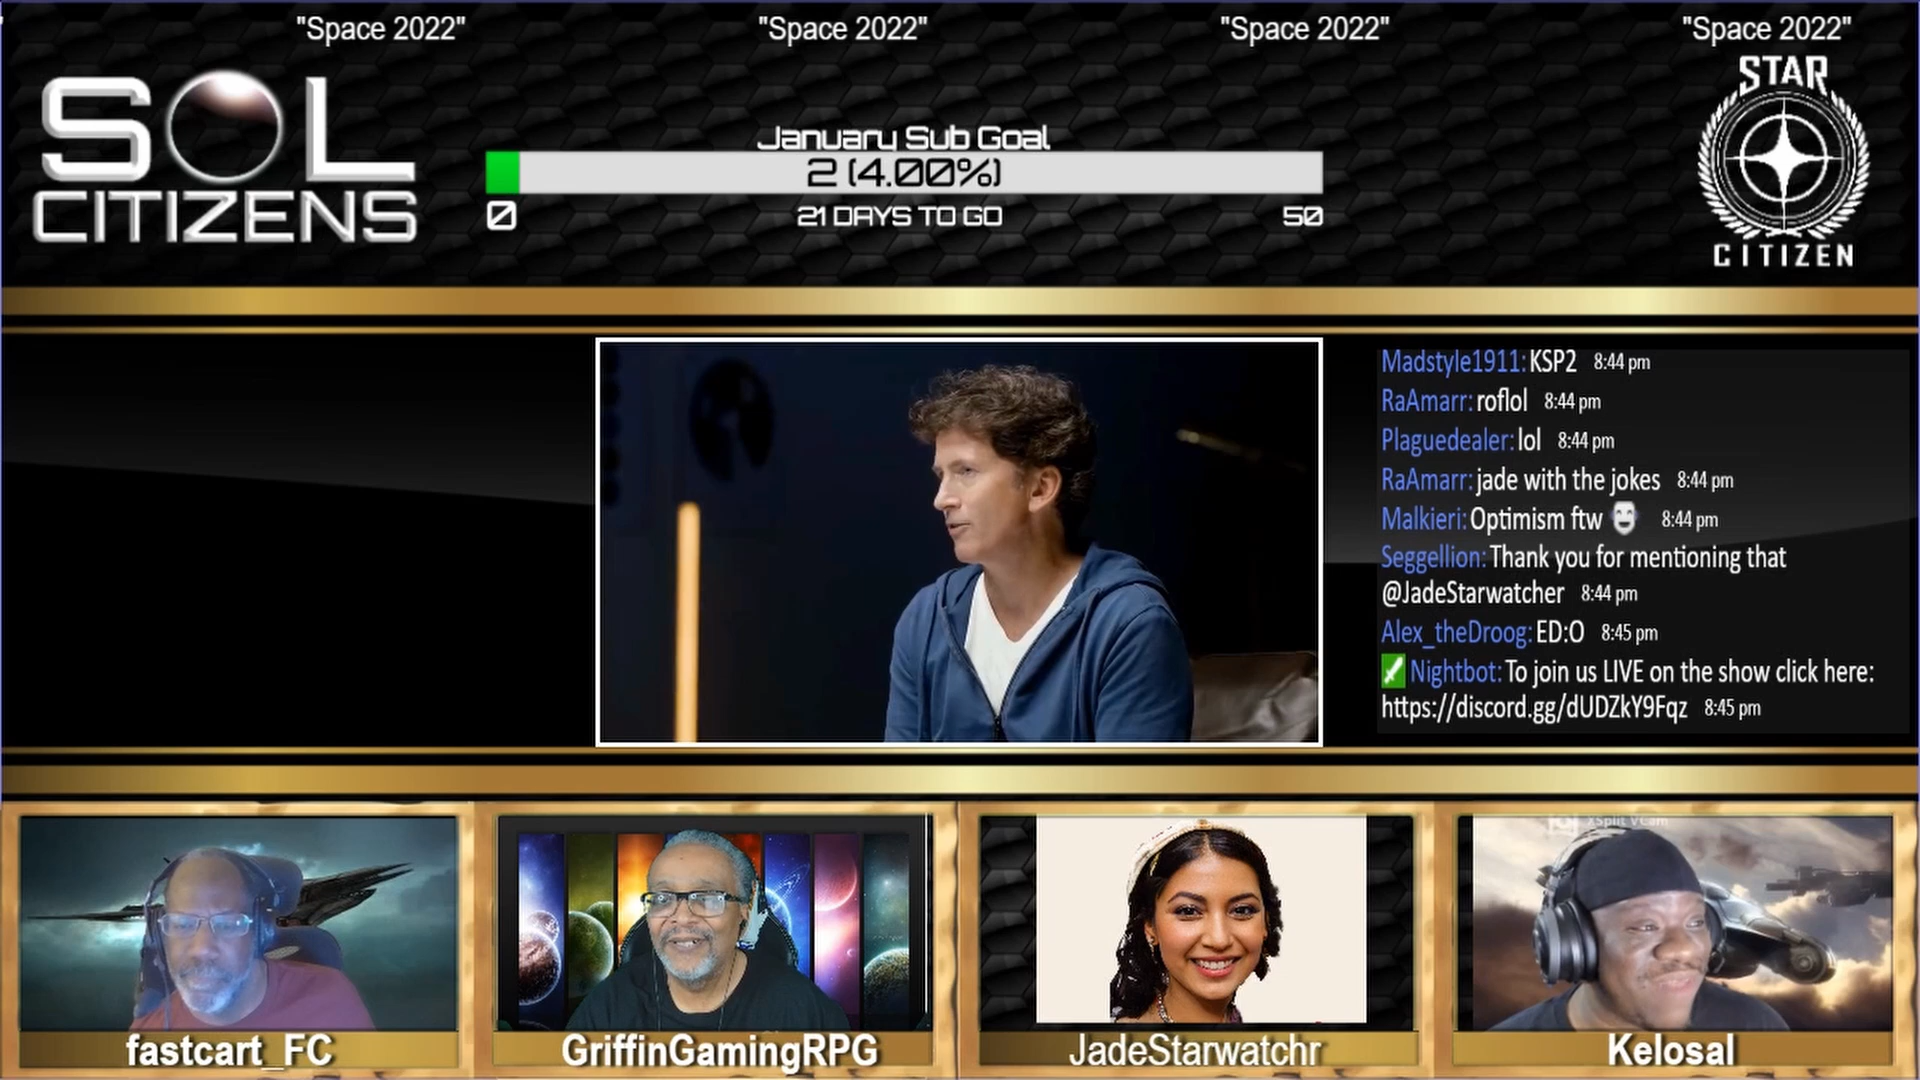 "Space 2022" "Space 2022" "Space 2022" "Space 2022"
SOL
CITIZENS
January Sub Goal
2 (4.00%)
0 21 DAYS TO GO 50
STAR
CITIZEN
Madstyle1911: KSP2 8:44 pm
RaAmarr: roflol 8:44 pm
Plaguedealer: lol 8:44 pm
RaAmarr: jade with the jokes 8:44 pm
Malkieri: Optimism ftw 8:44 pm
Seggellion: Thank you for mentioning that
@JadeStarwatcher 8:44 pm
Alex_theDroog: ED:O 8:45 pm
Nightbot: To join us LIVE on the show click here:
https://discord.gg/dUDZkY9Fqz 8:45 pm
XSplit VCam
fastcart_FC
GriffinGamingRPG
JadeStarwatchr
Kelosal